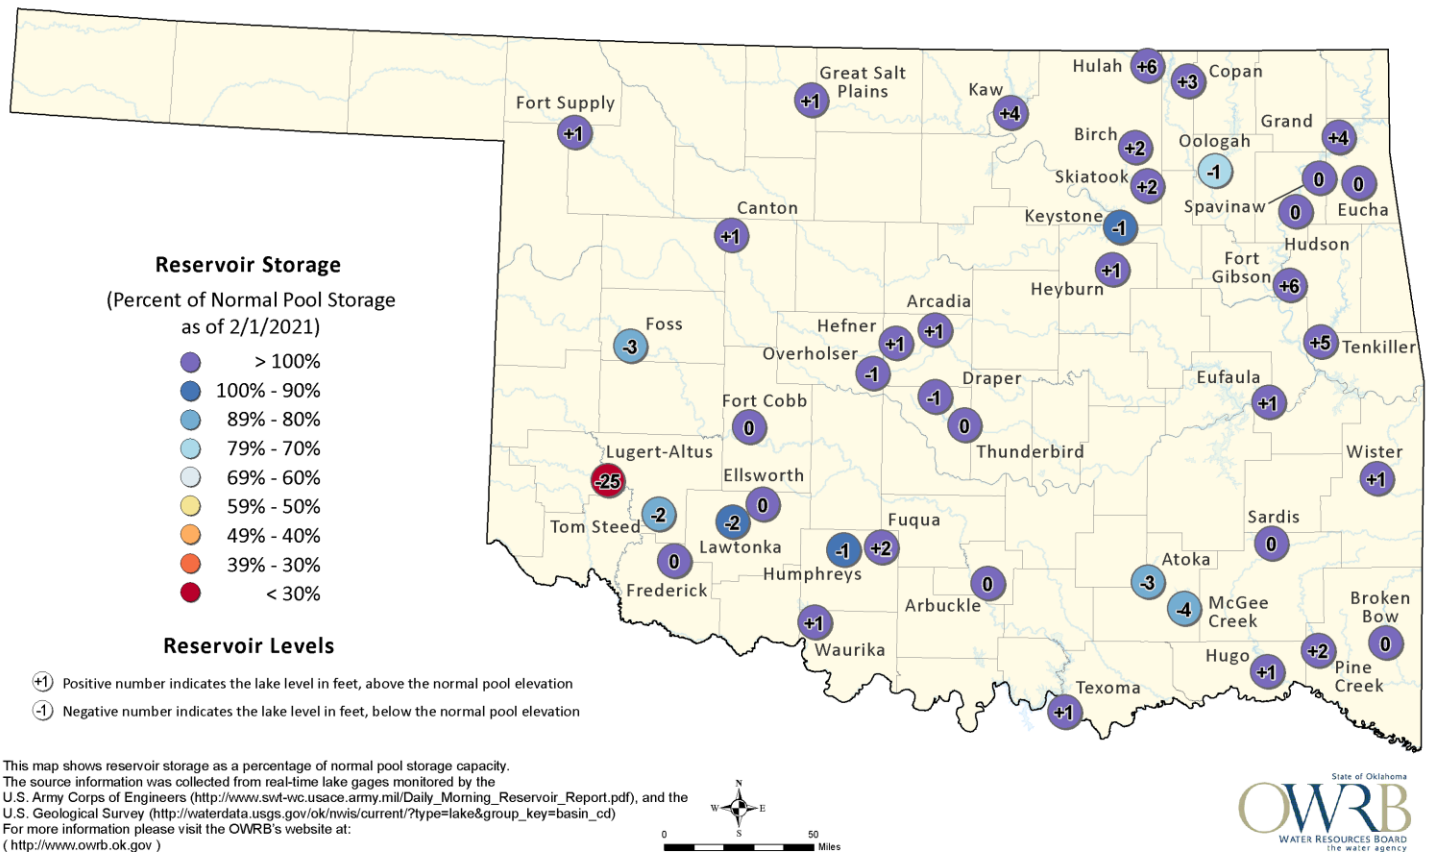 Hulah
+6
Copan
+3
Great Salt
Plains
+1
Kaw
+4
Fort Supply
+1
Grand
+4
Birch
+2
Oologah
-1
Skiatook
+2
0
0
Spavinaw
Eucha
0
Hudson
Canton
+1
Keystone
-1
Fort
Gibson
+6
Heyburn
+1
Arcadia
+1
Hefner
+1
Foss
-3
Overholser
-1
+5
Tenkiller
Draper
-1
Eufaula
+1
Fort Cobb
0
0
Thunderbird
Lugert-Altus
-25
Wister
+1
Ellsworth
0
Tom Steed
-2
-2
Lawtonka
Fuqua
+2
Sardis
0
-1
Humphreys
0
Frederick
Atoka
-3
Arbuckle
0
-4
McGee
Creek
Broken
Bow
0
+1
Waurika
Hugo
+1
+2
Pine
Creek
Texoma
+1
Reservoir Storage
(Percent of Normal Pool Storage
as of 2/1/2021)
> 100%
100% - 90%
89% - 80%
79% - 70%
69% - 60%
59% - 50%
49% - 40%
39% - 30%
< 30%
Reservoir Levels
+1 Positive number indicates the lake level in feet, above the normal pool elevation
-1 Negative number indicates the lake level in feet, below the normal pool elevation
This map shows reservoir storage as a percentage of normal pool storage capacity.
The source information was collected from real-time lake gages monitored by the
U.S. Army Corps of Engineers (http://www.swt-wc.usace.army.mil/Daily_Morning_Reservoir_Report.pdf), and the
U.S. Geological Survey (http://waterdata.usgs.gov/ok/nwis/current/?type=lake&group_key=basin_cd)
For more information please visit the OWRB's website at:
( http://www.owrb.ok.gov )
N
W E
S
0 50
Miles
State of Oklahoma
OWRB
WATER RESOURCES BOARD
the water agency